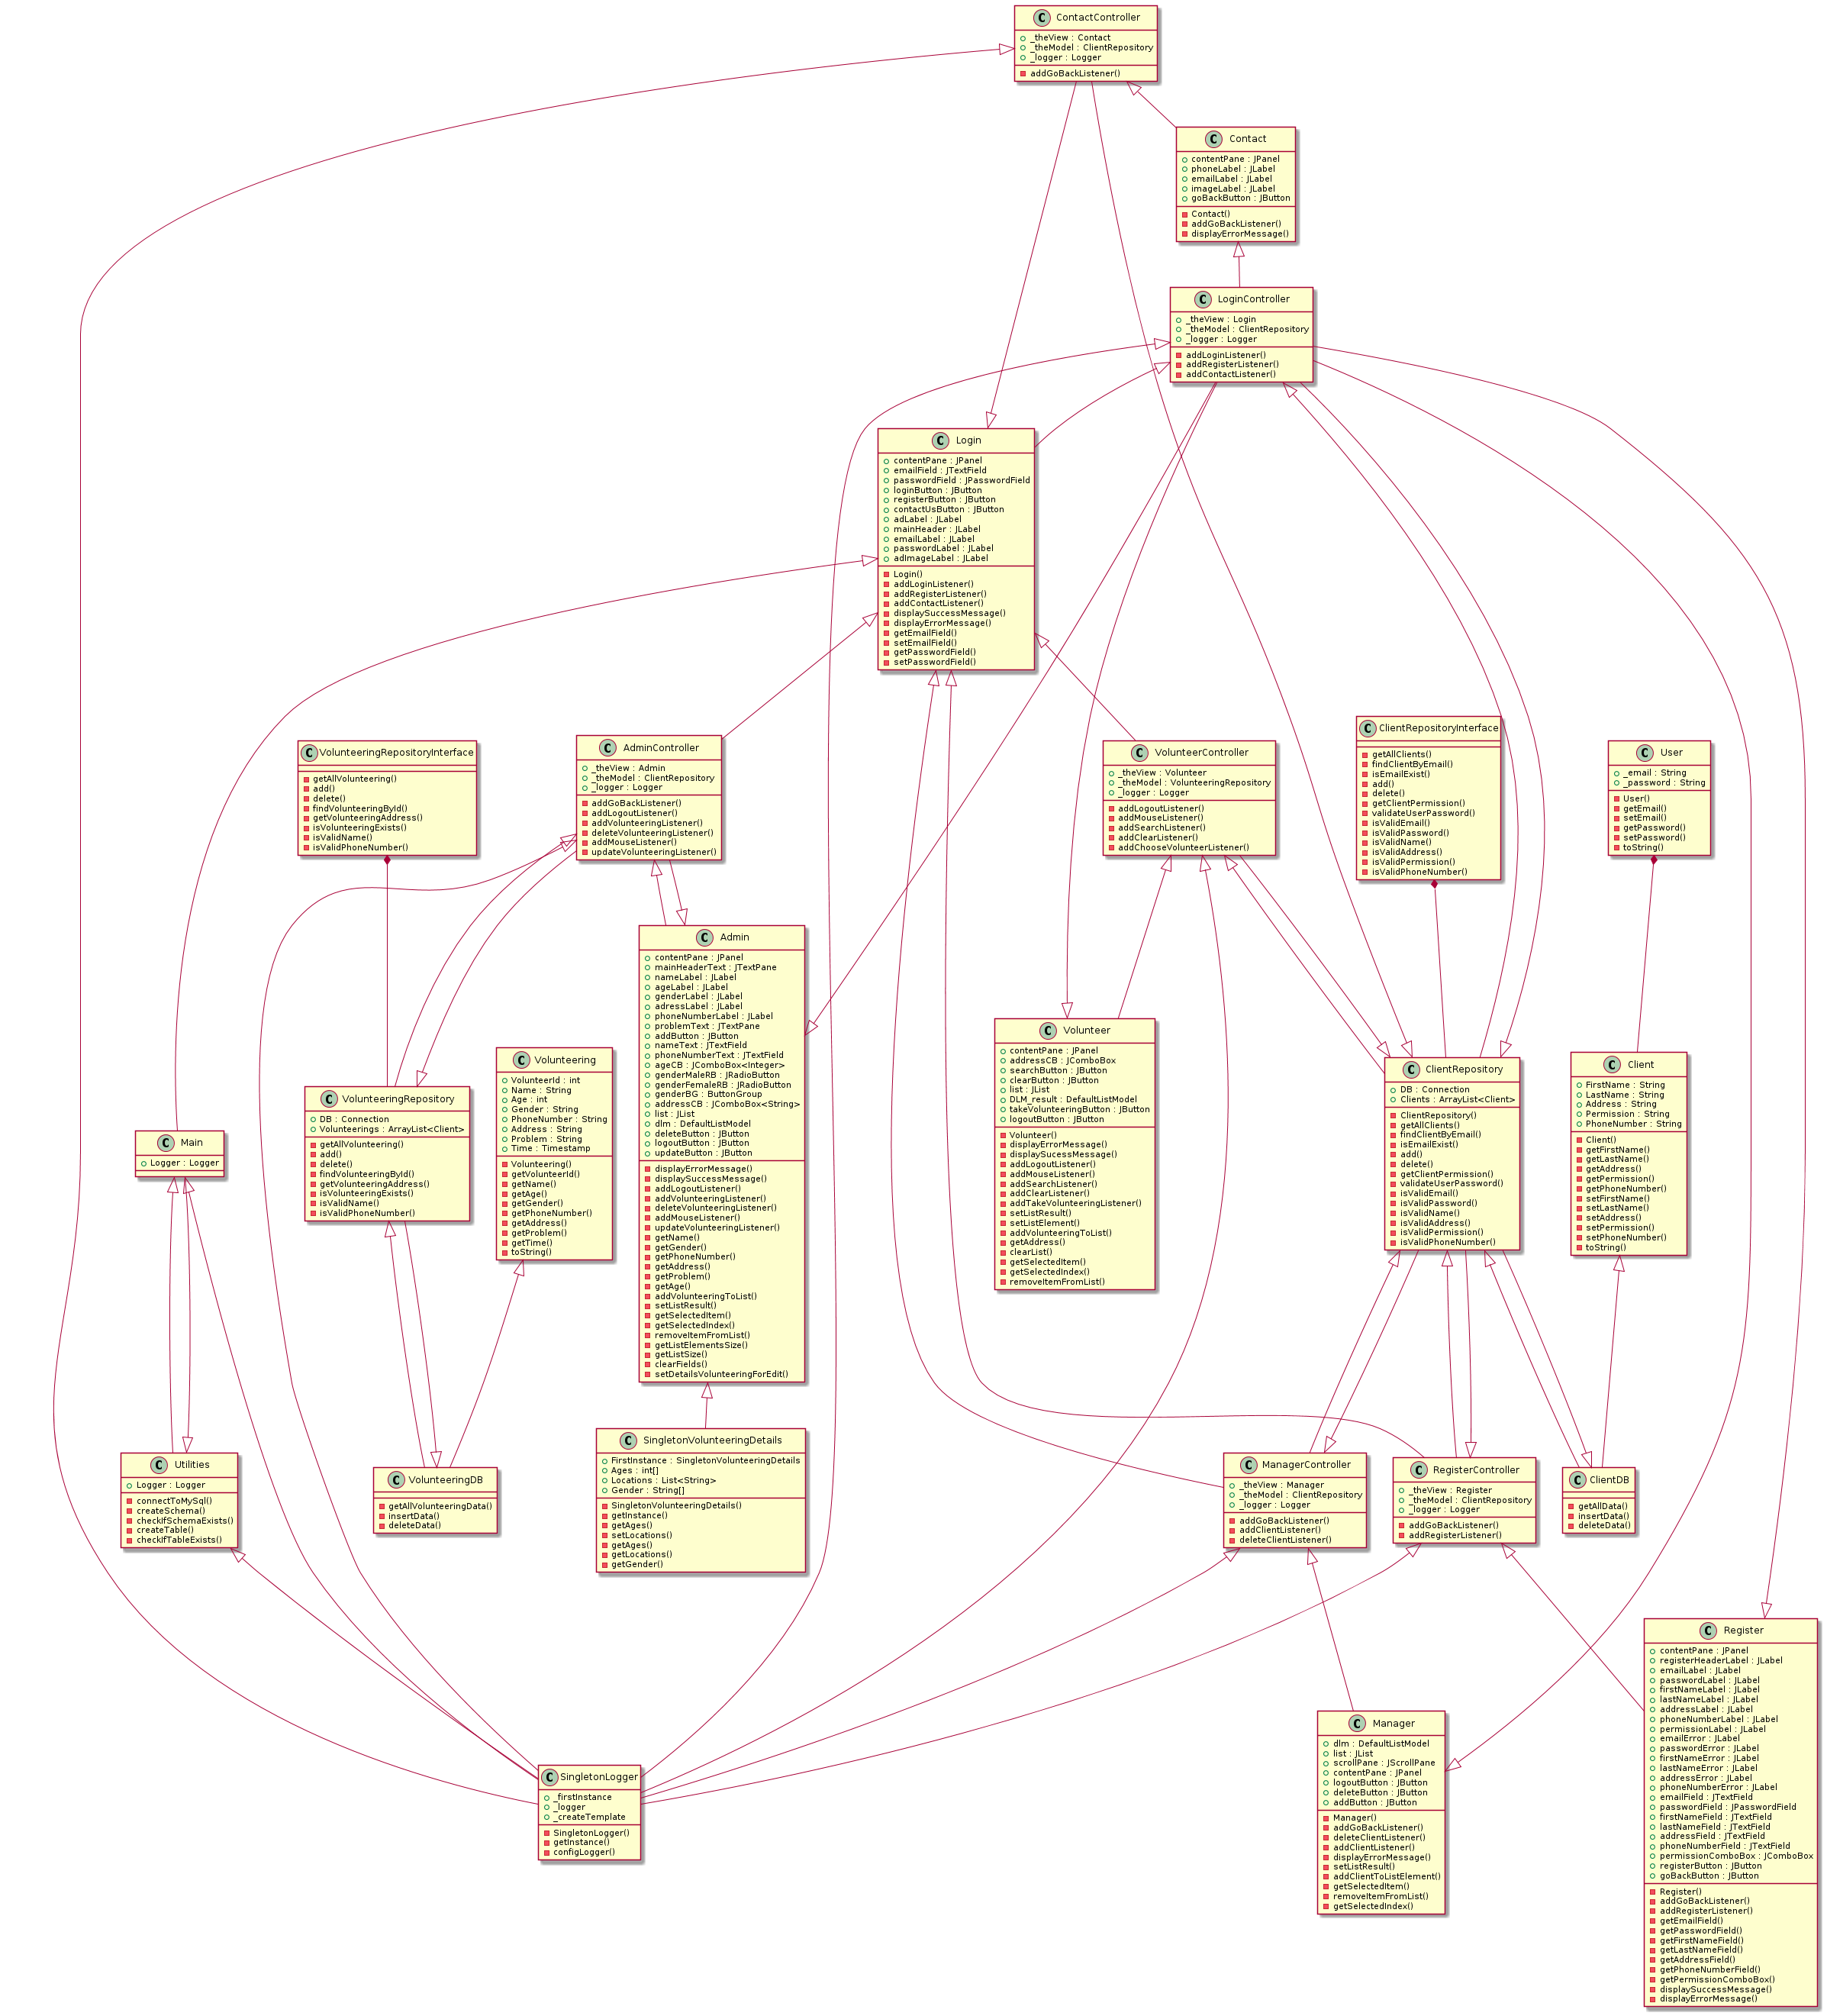 ContactController
_theView : Contact
_theModel : ClientRepository
_logger : Logger
addGoBackListener()
Contact
contentPane : JPanel
phoneLabel : JLabel
emailLabel : JLabel
imageLabel : JLabel
goBackButton : JButton
Contact()
addGoBackListener()
displayErrorMessage()
LoginController
_theView : Login
_theModel : ClientRepository
_logger : Logger
addLoginListener()
addRegisterListener()
addContactListener()
Login
contentPane : JPanel
emailField : JTextField
passwordField : JPasswordField
loginButton : JButton
registerButton : JButton
contactUsButton : JButton
adLabel : JLabel
mainHeader : JLabel
emailLabel : JLabel
passwordLabel : JLabel
adImageLabel : JLabel
Login()
addLoginListener()
addRegisterListener()
addContactListener()
displaySuccessMessage()
displayErrorMessage()
getEmailField()
setEmailField()
getPasswordField()
setPasswordField()
VolunteeringRepositoryInterface
getAllVolunteering()
add()
delete()
findVolunteeringById()
getVolunteeringAddress()
isVolunteeringExists()
isValidName()
isValidPhoneNumber()
AdminController
_theView : Admin
_theModel : ClientRepository
_logger : Logger
addGoBackListener()
addLogoutListener()
addVolunteeringListener()
deleteVolunteeringListener()
addMouseListener()
updateVolunteeringListener()
VolunteerController
_theView : Volunteer
_theModel : VolunteeringRepository
_logger : Logger
addLogoutListener()
addMouseListener()
addSearchListener()
addClearListener()
addChooseVolunteerListener()
ClientRepositoryInterface
getAllClients()
findClientByEmail()
isEmailExist()
add()
delete()
getClientPermission()
validateUserPassword()
isValidEmail()
isValidPassword()
isValidName()
isValidAddress()
isValidPermission()
isValidPhoneNumber()
User
_email : String
_password : String
User()
getEmail()
setEmail()
getPassword()
setPassword()
toString()
Admin
contentPane : JPanel
mainHeaderText : JTextPane
nameLabel : JLabel
ageLabel : JLabel
genderLabel : JLabel
adressLabel : JLabel
phoneNumberLabel : JLabel
problemText : JTextPane
addButton : JButton
nameText : JTextField
phoneNumberText : JTextField
ageCB : JComboBox<Integer>
genderMaleRB : JRadioButton
genderFemaleRB : JRadioButton
genderBG : ButtonGroup
addressCB : JComboBox<String>
list : JList
dlm : DefaultListModel
deleteButton : JButton
logoutButton : JButton
updateButton : JButton
displayErrorMessage()
displaySuccessMessage()
addLogoutListener()
addVolunteeringListener()
deleteVolunteeringListener()
addMouseListener()
updateVolunteeringListener()
getName()
getGender()
getPhoneNumber()
getAddress()
getProblem()
getAge()
addVolunteeringToList()
setListResult()
getSelectedItem()
getSelectedIndex()
removeItemFromList()
getListElementsSize()
getListSize()
clearFields()
setDetailsVolunteeringForEdit()
Volunteer
contentPane : JPanel
addressCB : JComboBox
searchButton : JButton
clearButton : JButton
list : JList
DLM_result : DefaultListModel
takeVolunteeringButton : JButton
logoutButton : JButton
Volunteer()
displayErrorMessage()
displaySucessMessage()
addLogoutListener()
addMouseListener()
addSearchListener()
addClearListener()
addTakeVolunteeringListener()
setListResult()
setListElement()
addVolunteeringToList()
getAddress()
clearList()
getSelectedItem()
getSelectedIndex()
removeItemFromList()
Volunteering
VolunteerId : int
Name : String
Age : int
Gender : String
PhoneNumber : String
Address : String
Problem : String
Time : Timestamp
Volunteering()
getVolunteerId()
getName()
getAge()
getGender()
getPhoneNumber()
getAddress()
getProblem()
getTime()
toString()
ClientRepository
DB : Connection
Clients : ArrayList<Client>
ClientRepository()
getAllClients()
findClientByEmail()
isEmailExist()
add()
delete()
getClientPermission()
validateUserPassword()
isValidEmail()
isValidPassword()
isValidName()
isValidAddress()
isValidPermission()
isValidPhoneNumber()
Client
FirstName : String
LastName : String
Address : String
Permission : String
PhoneNumber : String
Client()
getFirstName()
getLastName()
getAddress()
getPermission()
getPhoneNumber()
setFirstName()
setLastName()
setAddress()
setPermission()
setPhoneNumber()
toString()
VolunteeringRepository
DB : Connection
Volunteerings : ArrayList<Client>
getAllVolunteering()
add()
delete()
findVolunteeringById()
getVolunteeringAddress()
isVolunteeringExists()
isValidName()
isValidPhoneNumber()
Main
Logger : Logger
SingletonVolunteeringDetails
FirstInstance : SingletonVolunteeringDetails
Ages : int[]
Locations : List<String>
Gender : String[]
SingletonVolunteeringDetails()
getInstance()
getAges()
setLocations()
getAges()
getLocations()
getGender()
Utilities
Logger : Logger
connectToMySql()
createSchema()
checkIfSchemaExists()
createTable()
checkIfTableExists()
VolunteeringDB
getAllVolunteeringData()
insertData()
deleteData()
ManagerController
_theView : Manager
_theModel : ClientRepository
_logger : Logger
addGoBackListener()
addClientListener()
deleteClientListener()
RegisterController
_theView : Register
_theModel : ClientRepository
_logger : Logger
addGoBackListener()
addRegisterListener()
ClientDB
getAllData()
insertData()
deleteData()
Register
contentPane : JPanel
registerHeaderLabel : JLabel
emailLabel : JLabel
passwordLabel : JLabel
firstNameLabel : JLabel
lastNameLabel : JLabel
addressLabel : JLabel
phoneNumberLabel : JLabel
permissionLabel : JLabel
emailError : JLabel
passwordError : JLabel
firstNameError : JLabel
lastNameError : JLabel
addressError : JLabel
phoneNumberError : JLabel
emailField : JTextField
passwordField : JPasswordField
firstNameField : JTextField
lastNameField : JTextField
addressField : JTextField
phoneNumberField : JTextField
permissionComboBox : JComboBox
registerButton : JButton
goBackButton : JButton
Register()
addGoBackListener()
addRegisterListener()
getEmailField()
getPasswordField()
getFirstNameField()
getLastNameField()
getAddressField()
getPhoneNumberField()
getPermissionComboBox()
displaySuccessMessage()
displayErrorMessage()
Manager
dlm : DefaultListModel
list : JList
scrollPane : JScrollPane
contentPane : JPanel
logoutButton : JButton
deleteButton : JButton
addButton : JButton
Manager()
addGoBackListener()
deleteClientListener()
addClientListener()
displayErrorMessage()
setListResult()
addClientToListElement()
getSelectedItem()
removeItemFromList()
getSelectedIndex()
SingletonLogger
_firstInstance
_logger
_createTemplate
SingletonLogger()
getInstance()
configLogger()